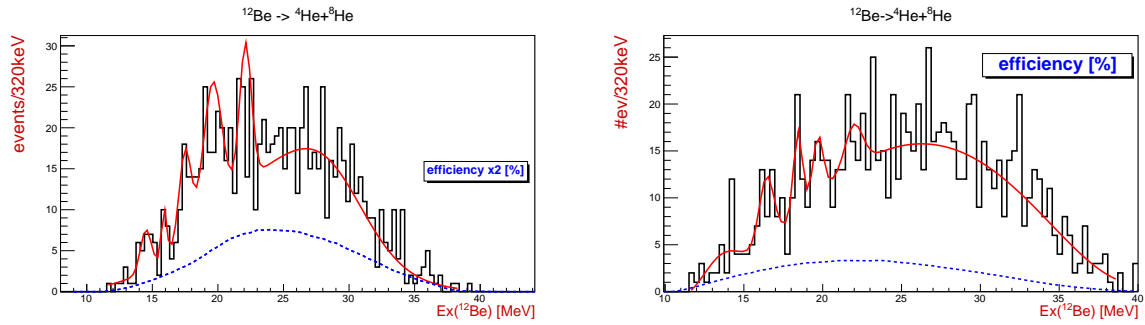 ¹²Be -> ⁴He+⁸He
events/320keV
30
25
20
15
10
5
0
efficiency x2 [%]
10 15 20 25 30 35 40
Ex(¹²Be) [MeV]
¹²Be->⁴He+⁸He
#ev/320keV
25
20
15
10
5
0
efficiency [%]
10 15 20 25 30 35 40
Ex(¹²Be) [MeV]